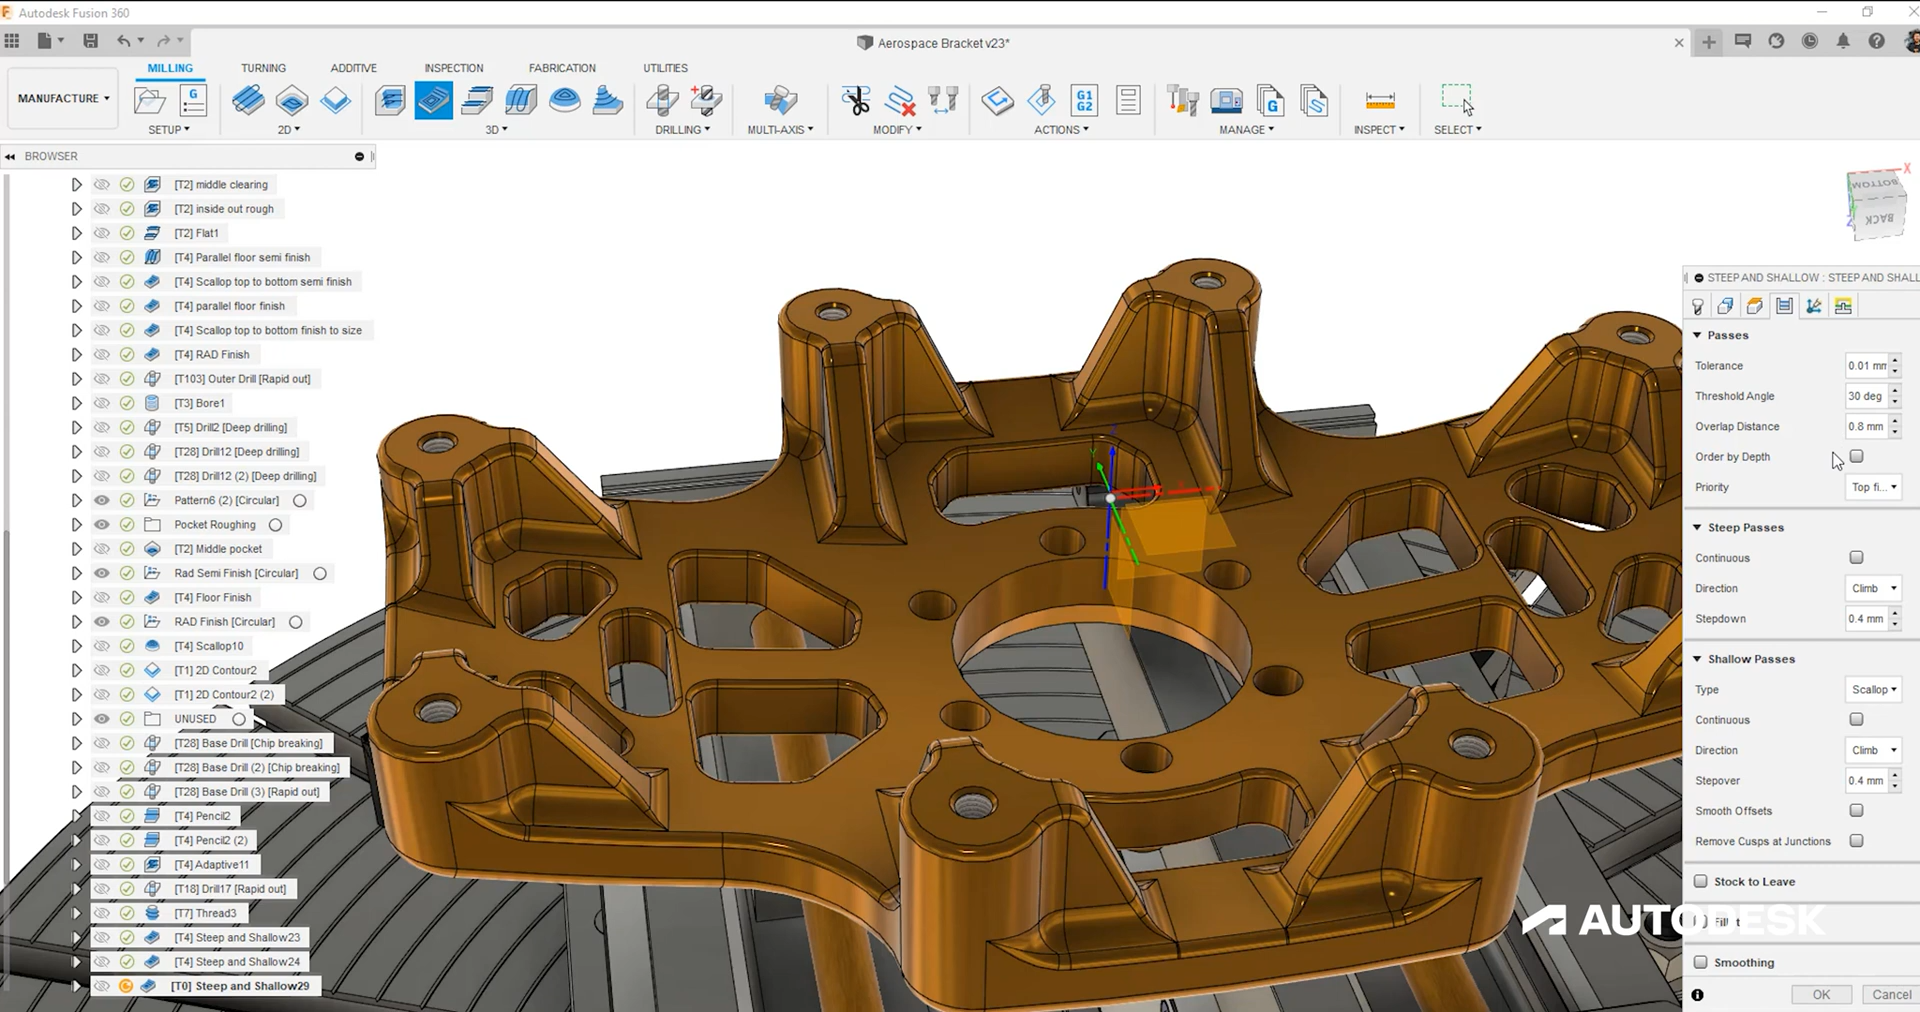 Autodesk Fusion 360
Aerospace Bracket v23*
MILLING
TURNING
ADDITIVE
INSPECTION
FABRICATION
UTILITIES
MANUFACTURE
SETUP
2D
3D
DRILLING
MULTI-AXIS
MODIFY
G1
G2
ACTIONS
MANAGE
INSPECT
SELECT
BROWSER
[T2] middle clearing
[T2] inside out rough
[T2] Flat1
[T4] Parallel floor semi finish
[T4] Scallop top to bottom semi finish
[T4] parallel floor finish
[T4] Scallop top to bottom finish to size
[T4] RAD Finish
[T103] Outer Drill [Rapid out]
[T3] Bore1
[T5] Drill2 [Deep drilling]
[T28] Drill12 [Deep drilling]
[T28] Drill12 (2) [Deep drilling]
Pattern6 (2) [Circular]
Pocket Roughing
[T2] Middle pocket
Rad Semi Finish [Circular]
[T4] Floor Finish
RAD Finish [Circular]
[T4] Scallop10
[T1] 2D Contour2
[T1] 2D Contour2 (2)
UNUSED
[T28] Base Drill [Chip breaking]
[T28] Base Drill (2) [Chip breaking]
[T28] Base Drill (3) [Rapid out]
[T4] Pencil2
[T4] Pencil2 (2)
[T4] Adaptive11
[T18] Drill17 [Rapid out]
[T7] Thread3
[T4] Steep and Shallow23
[T4] Steep and Shallow24
[T0] Steep and Shallow29
X
BOTTOM
BACK
Z
STEEP AND SHALLOW : STEEP AND SHALL
Passes
Tolerance 0.01 mm
Threshold Angle 30 deg
Overlap Distance 0.8 mm
Order by Depth
Priority Top fi...
Steep Passes
Continuous
Direction Climb
Stepdown 0.4 mm
Shallow Passes
Type Scallop
Continuous
Direction Climb
Stepover 0.4 mm
Smooth Offsets
Remove Cusps at Junctions
Stock to Leave
AUTODESK
Smoothing
OK Cancel